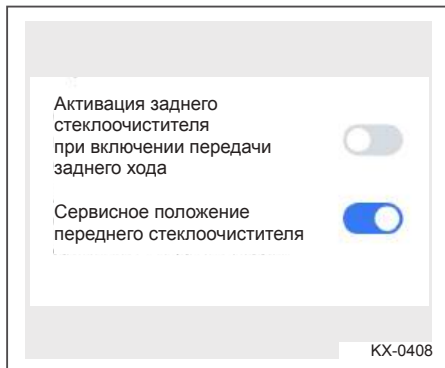 Активация заднего
стеклоочистителя
при включении передачи
заднего хода
Сервисное положение
переднего стеклоочистителя
KX-0408